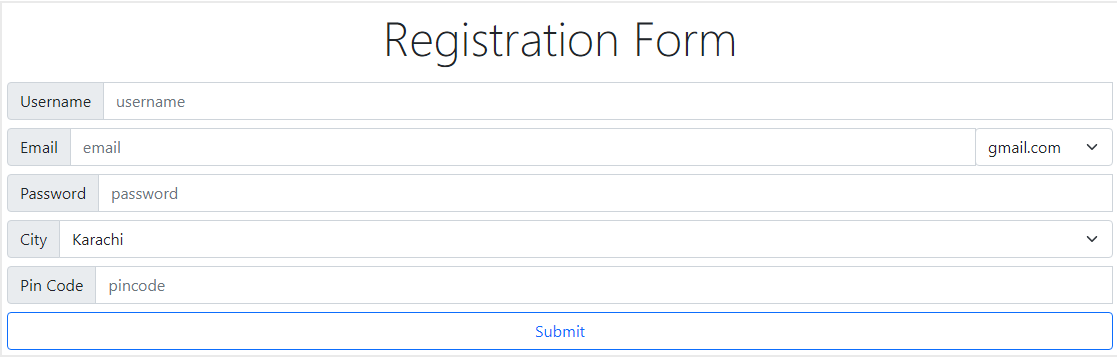 Registration Form
Username username
Email email gmail.com
Password password
City Karachi
Pin Code pincode
Submit